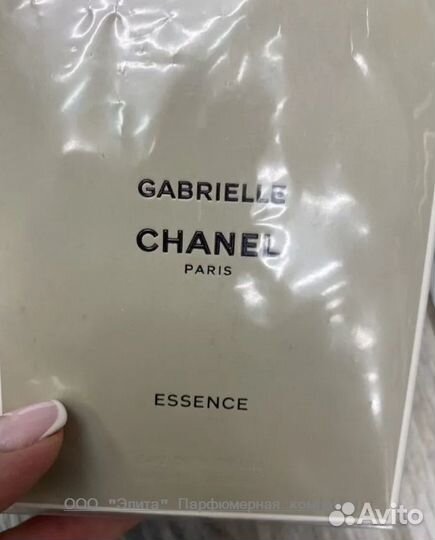 GABRIELLE
CHANEL
PARIS
ESSENCE
ООО "Элита" Парфюмерная
Avito